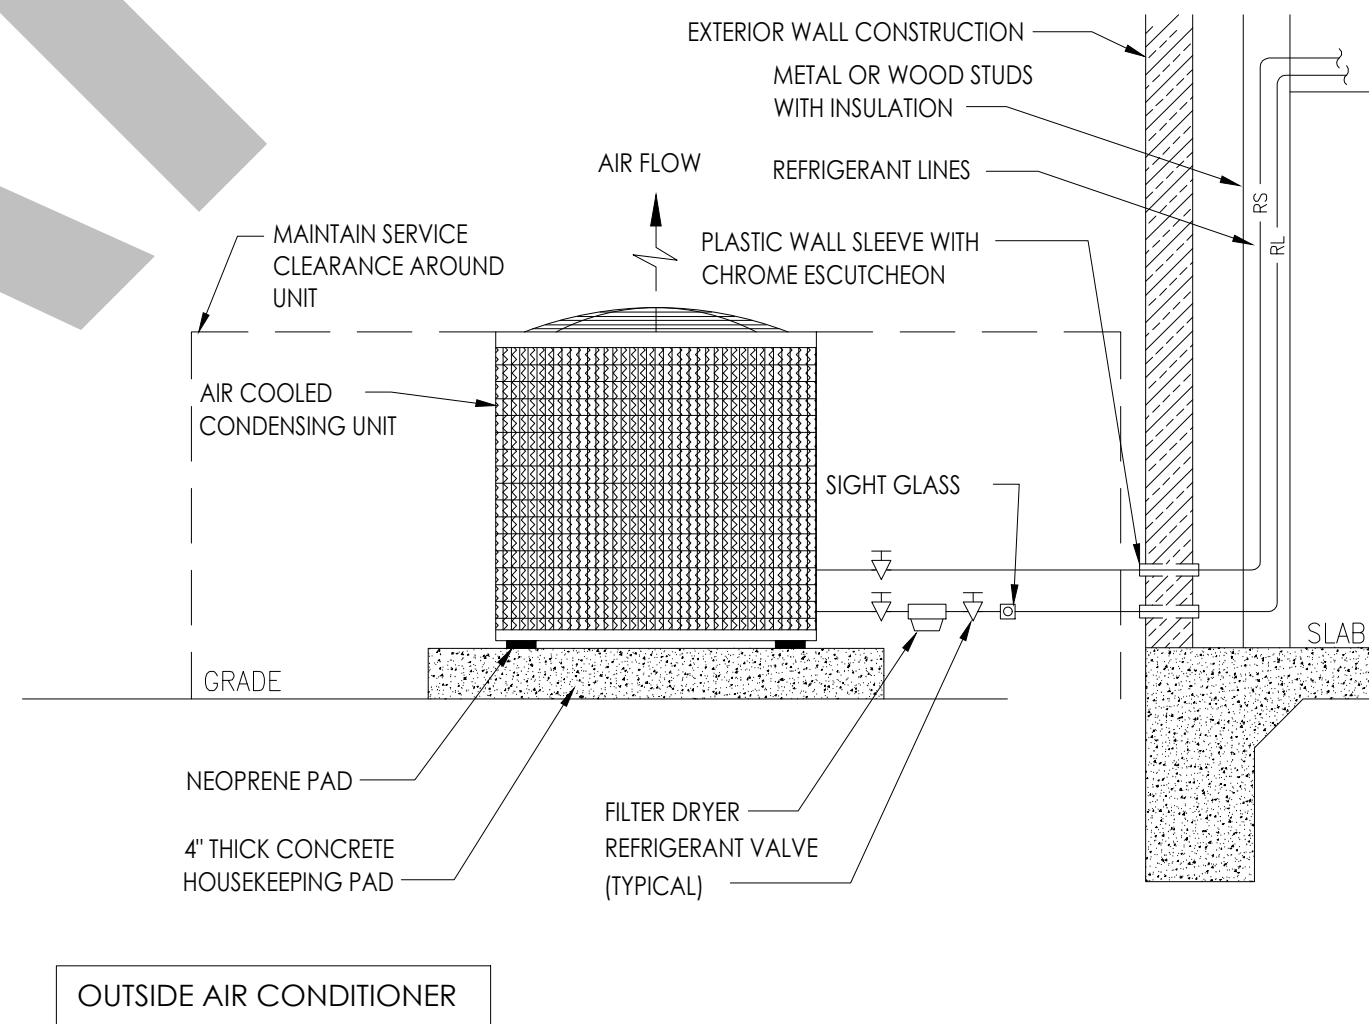 EXTERIOR WALL CONSTRUCTION
METAL OR WOOD STUDS
WITH INSULATION
AIR FLOW
REFRIGERANT LINES
RS
RL
MAINTAIN SERVICE
CLEARANCE AROUND
UNIT
PLASTIC WALL SLEEVE WITH
CHROME ESCUTCHEON
AIR COOLED
CONDENSING UNIT
SIGHT GLASS
SLAB
GRADE
NEOPRENE PAD
FILTER DRYER
REFRIGERANT VALVE
(TYPICAL)
4" THICK CONCRETE
HOUSEKEEPING PAD
OUTSIDE AIR CONDITIONER